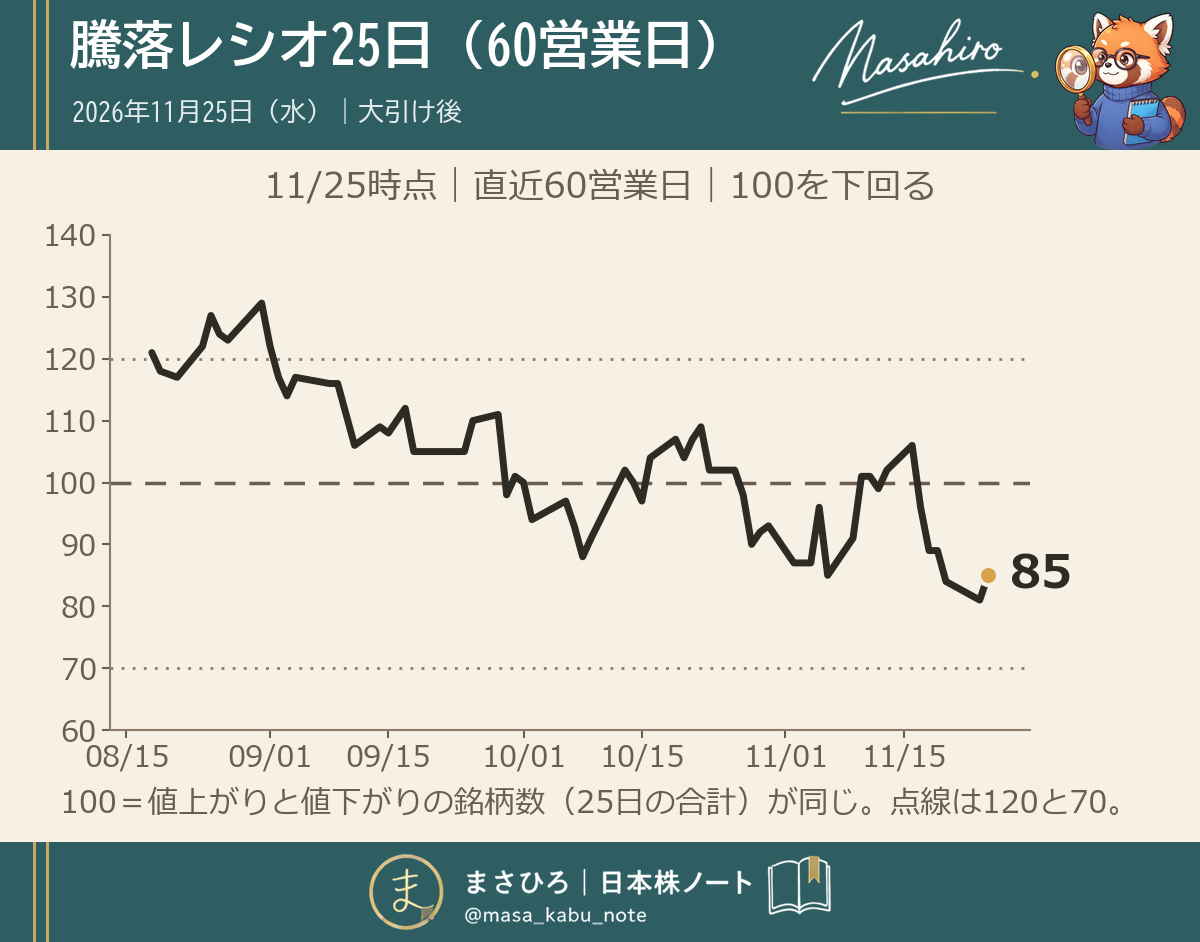 騰落レシオ25日（60営業日）
Masahiro
2026年11月25日（水）｜大引け後
11/25時点｜直近60営業日｜100を下回る
140
130
120
110
100
90
80
70
60
85
08/15 09/01 09/15 10/01 10/15 11/01 11/15
100＝値上がりと値下がりの銘柄数（25日の合計）が同じ。点線は120と70。
ま
まさひろ｜日本株ノート
@masa_kabu_note